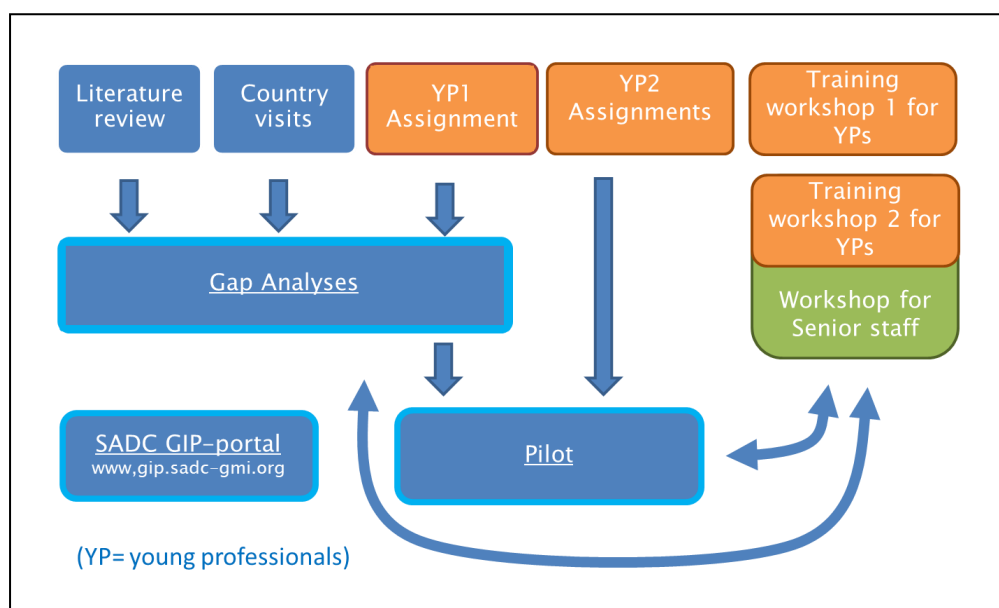 Literature
review
Country
visits
YP1
Assignment
YP2
Assignments
Training
workshop 1 for
YPs
Training
workshop 2 for
YPs
Workshop for
Senior staff
Gap Analyses
SADC GIP-portal
www,gip.sadc-gmi.org
Pilot
(YP= young professionals)